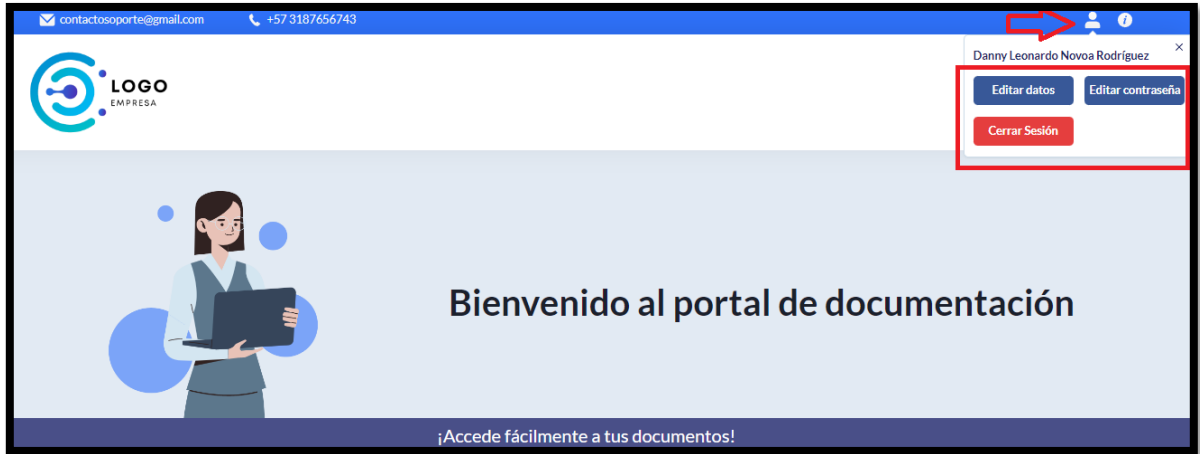 contactosoporte@gmail.com
+57 3187656743
Danny Leonardo Novoa Rodríguez
×
Editar datos
Editar contraseña
Cerrar Sesión
LOGO
EMPRESA
Bienvenido al portal de documentación
¡Accede fácilmente a tus documentos!